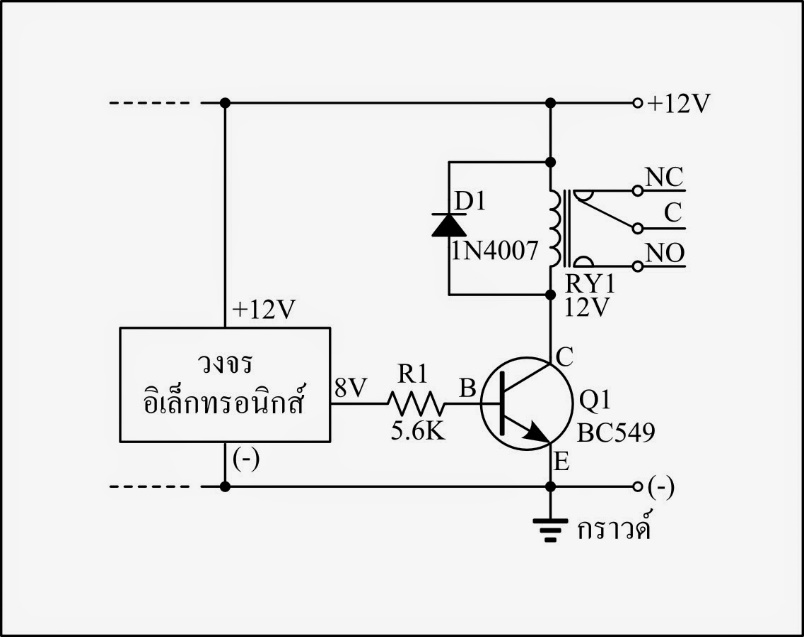 +12V
NC
D1
C
1N4007
NO
RY1
12V
+12V
วงจร
อิเล็กทรอนิกส์
8V
R1
5.6K
B
C
Q1
BC549
E
(-)
(-)
กราวด์